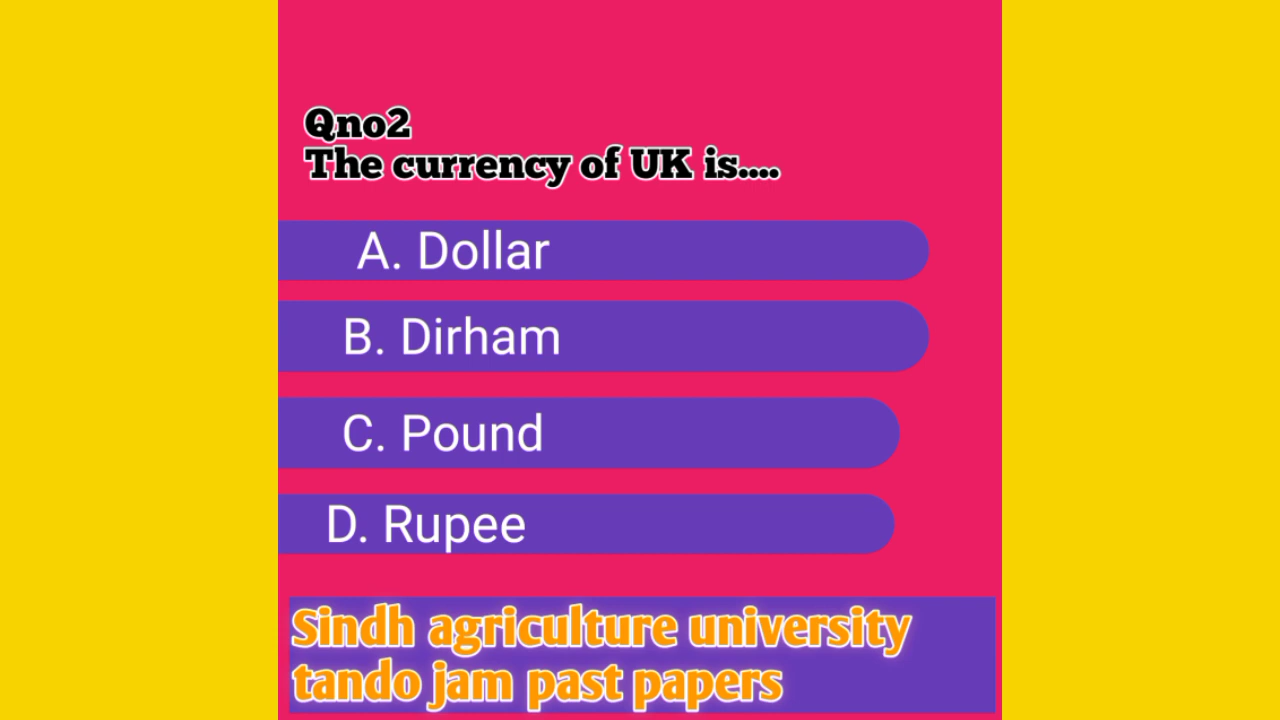 Qno2
The currency of UK is....
A. Dollar
B. Dirham
C. Pound
D. Rupee
Sindh agriculture university
tando jam past papers